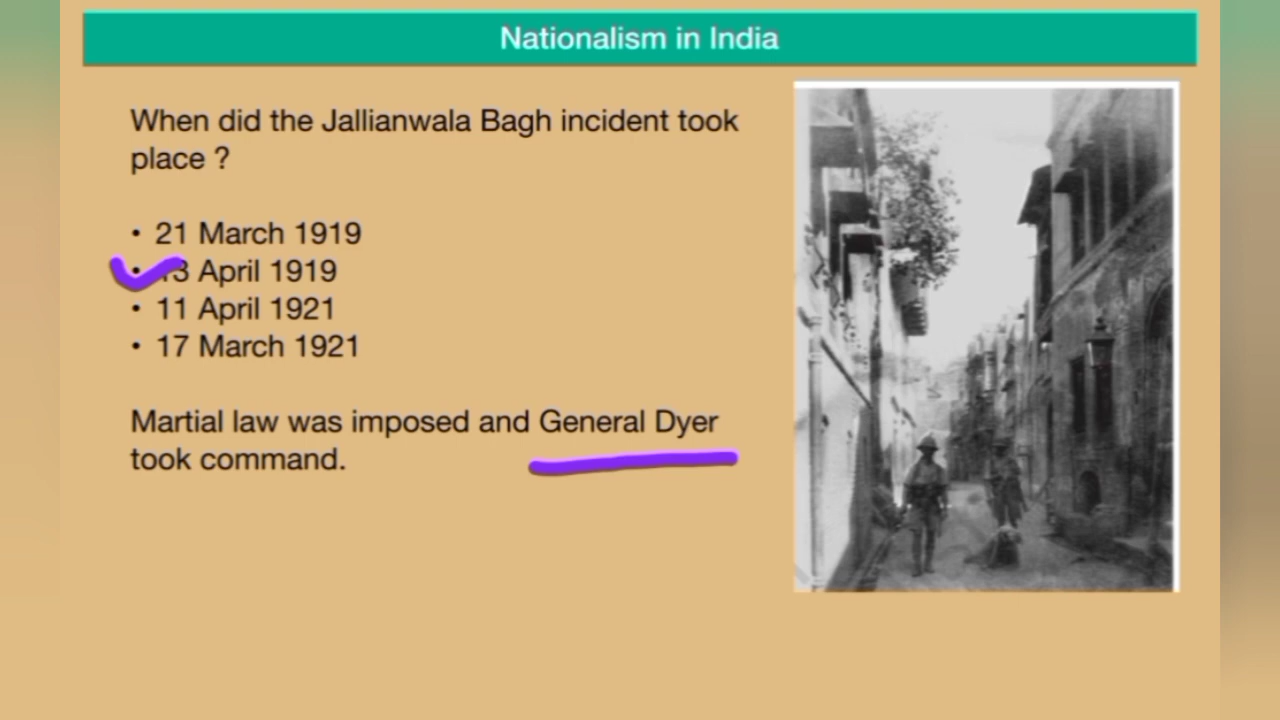 Nationalism in India
When did the Jallianwala Bagh incident took
place ?
• 21 March 1919
• 13 April 1919
• 11 April 1921
• 17 March 1921
Martial law was imposed and General Dyer
took command.